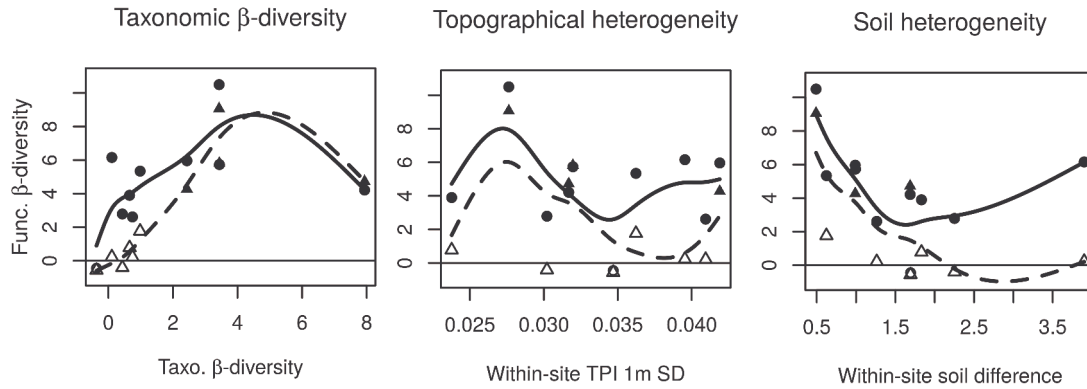 Taxonomic β-diversity
Topographical heterogeneity
Soil heterogeneity
Func. β-diversity
8
6
4
2
0
0 2 4 6 8
Taxo. β-diversity
8
6
4
2
0
0.025 0.030 0.035 0.040
Within-site TPI 1m SD
8
6
4
2
0
0.5 1.5 2.5 3.5
Within-site soil difference